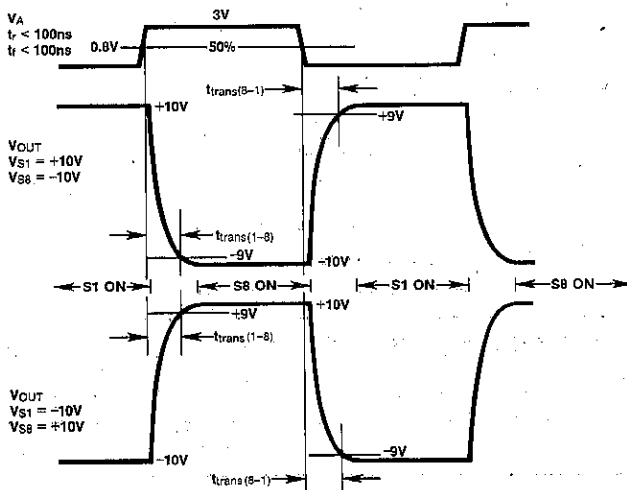 VA
tr < 100ns
tf < 100ns
3V
0.8V
50%
ttrans(8–1)
+10V
+9V
VOUT
VS1 = +10V
VS8 = –10V
ttrans(1–8)
–9V
–10V
S1 ON
S8 ON
S1 ON
S8 ON
+10V
+9V
ttrans(1–8)
VOUT
VS1 = –10V
VS8 = +10V
–10V
–9V
ttrans(8–1)